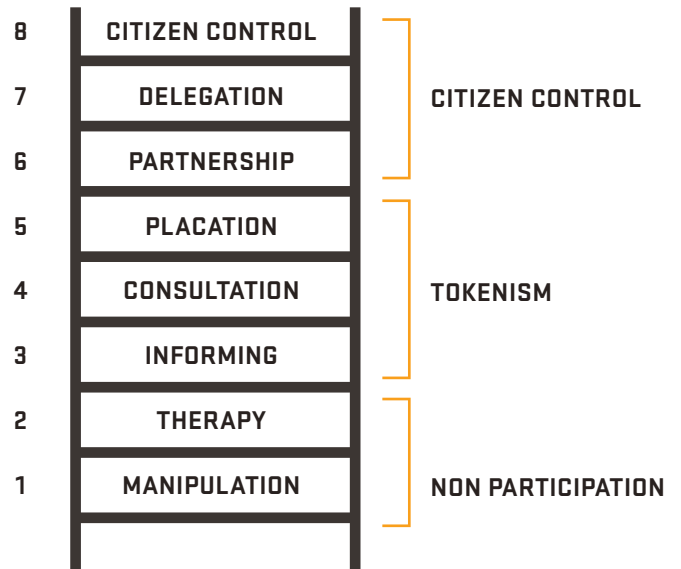 8 CITIZEN CONTROL
7 DELEGATION CITIZEN CONTROL
6 PARTNERSHIP
5 PLACATION
4 CONSULTATION TOKENISM
3 INFORMING
2 THERAPY
1 MANIPULATION NON PARTICIPATION